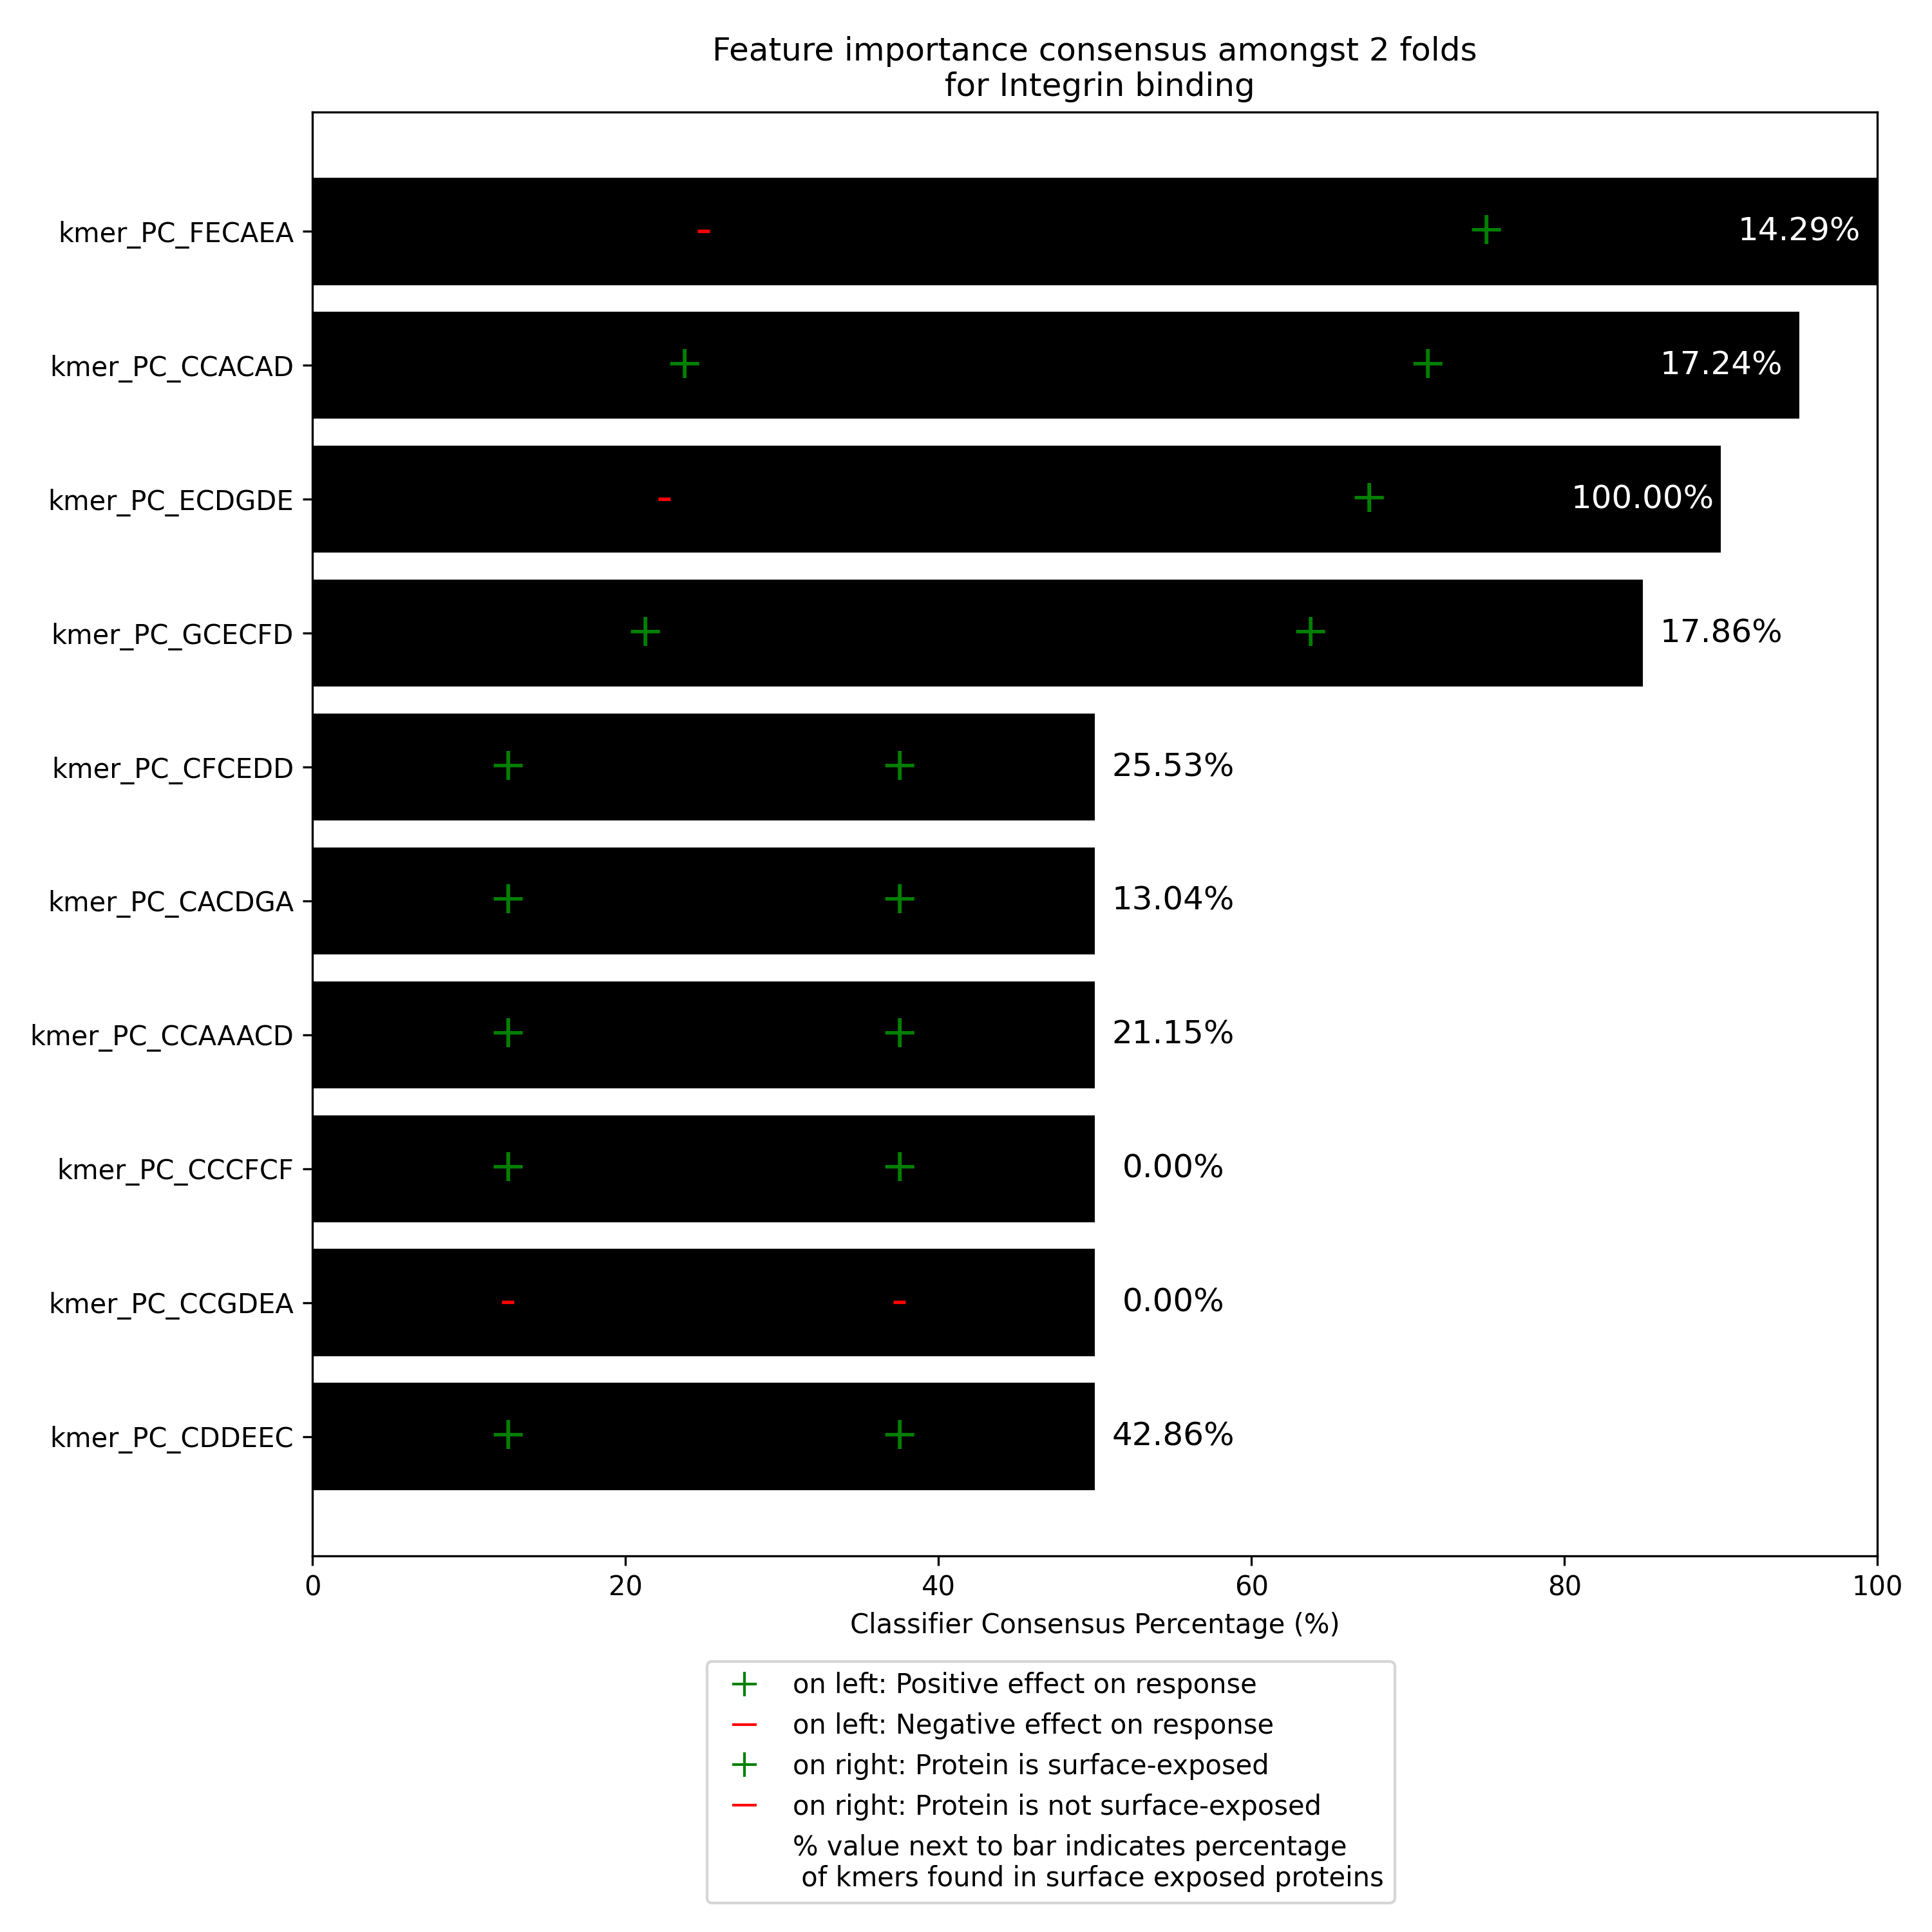 Feature importance consensus amongst 2 folds
for Integrin binding
kmer_PC_FECAEA
14.29%
kmer_PC_CCACAD
17.24%
kmer_PC_ECDGDE
100.00%
kmer_PC_GCECFD
17.86%
kmer_PC_CFCEDD
25.53%
kmer_PC_CACDGA
13.04%
kmer_PC_CCAAACD
21.15%
kmer_PC_CCCFCF
0.00%
kmer_PC_CCGDEA
0.00%
kmer_PC_CDDEEC
42.86%
0 20 40 60 80 100
Classifier Consensus Percentage (%)
on left: Positive effect on response
on left: Negative effect on response
on right: Protein is surface-exposed
on right: Protein is not surface-exposed
% value next to bar indicates percentage
of kmers found in surface exposed proteins